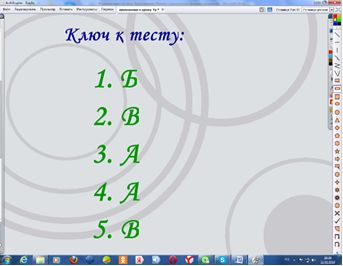 Ключ к тесту:
1. Б
2. В
3. А
4. А
5. В